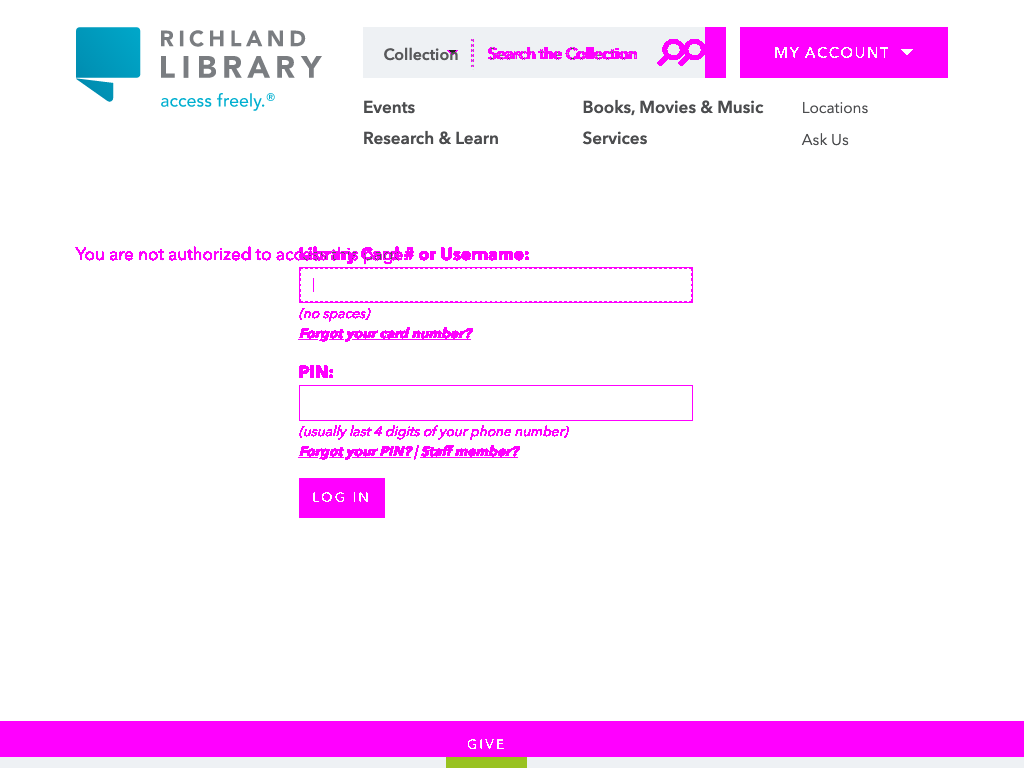 RICHLAND
LIBRARY
access freely.®
Collection
Search the Collection
MY ACCOUNT
Events
Books, Movies & Music
Locations
Research & Learn
Services
Ask Us
You are not authorized to access this page.
Library Card # or Username:
(no spaces)
Forgot your card number?
PIN:
(usually last 4 digits of your phone number)
Forgot your PIN? | Staff member?
LOG IN
GIVE